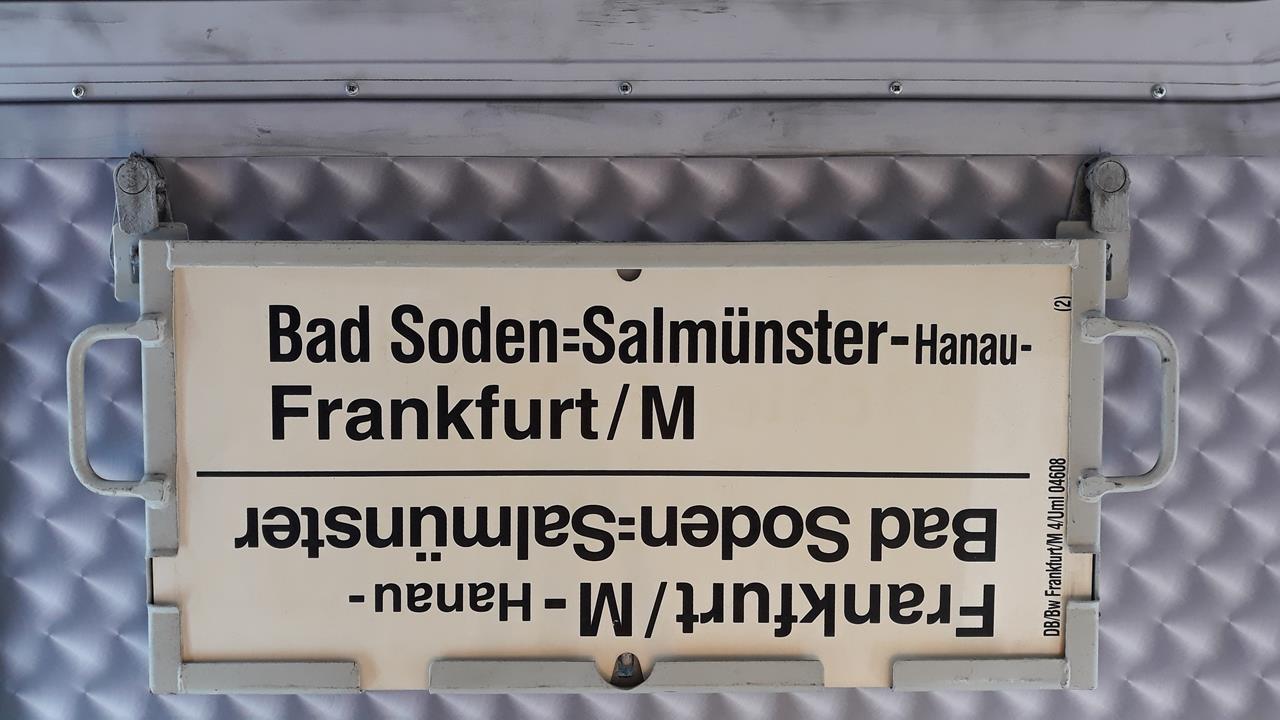 Bad Soden=Salmünster-Hanau-
Frankfurt/M
Frankfurt/M-Hanau-
Bad Soden=Salmünster
(2)
DB/Bw Frankfurt/M 4/Uml 04608